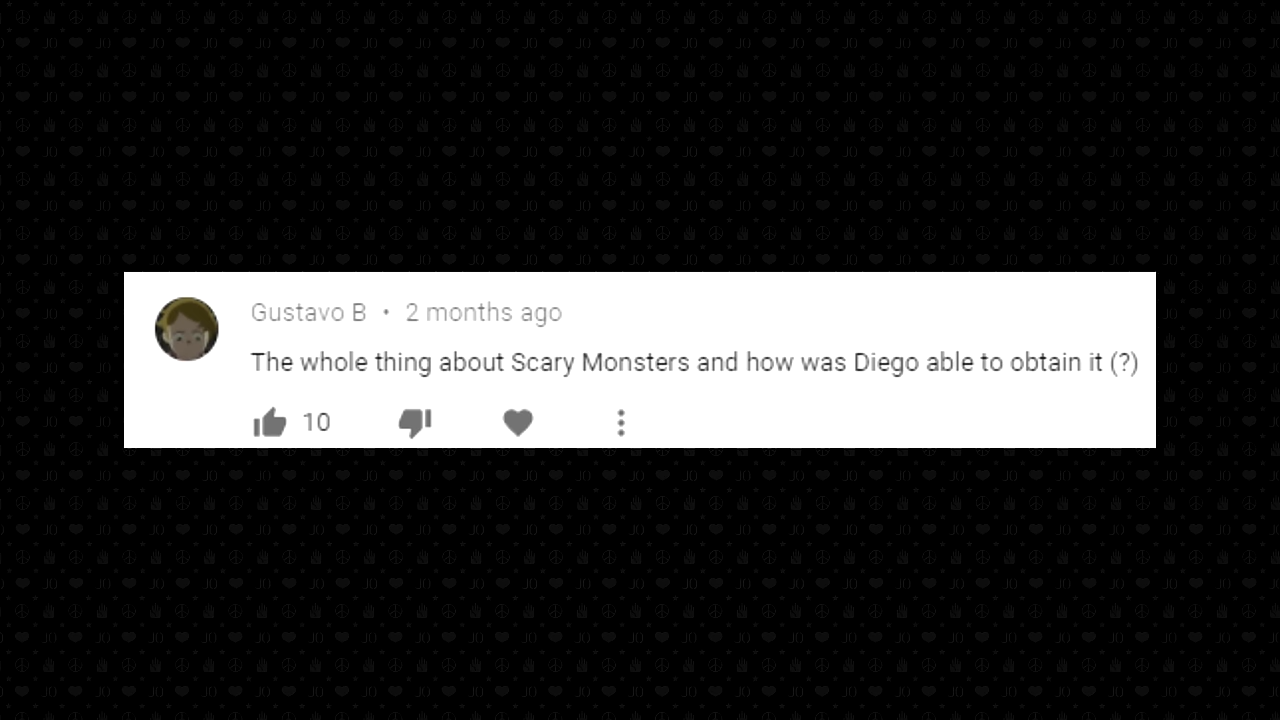 Gustavo B • 2 months ago
The whole thing about Scary Monsters and how was Diego able to obtain it (?)
10